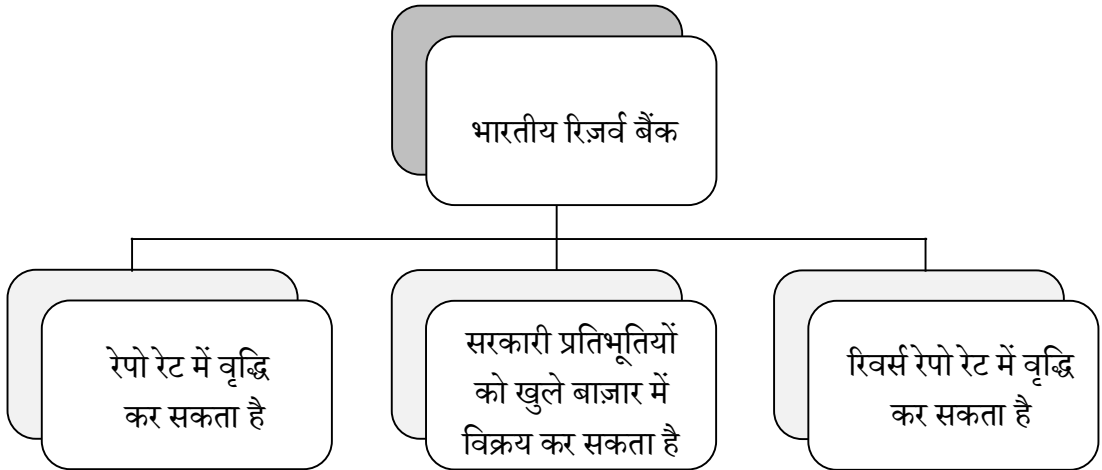 भारतीय रिज़र्व बैंक
रेपो रेट में वृद्धि
कर सकता है
सरकारी प्रतिभूतियों
को खुले बाज़ार में
विक्रय कर सकता है
रिवर्स रेपो रेट में वृद्धि
कर सकता है